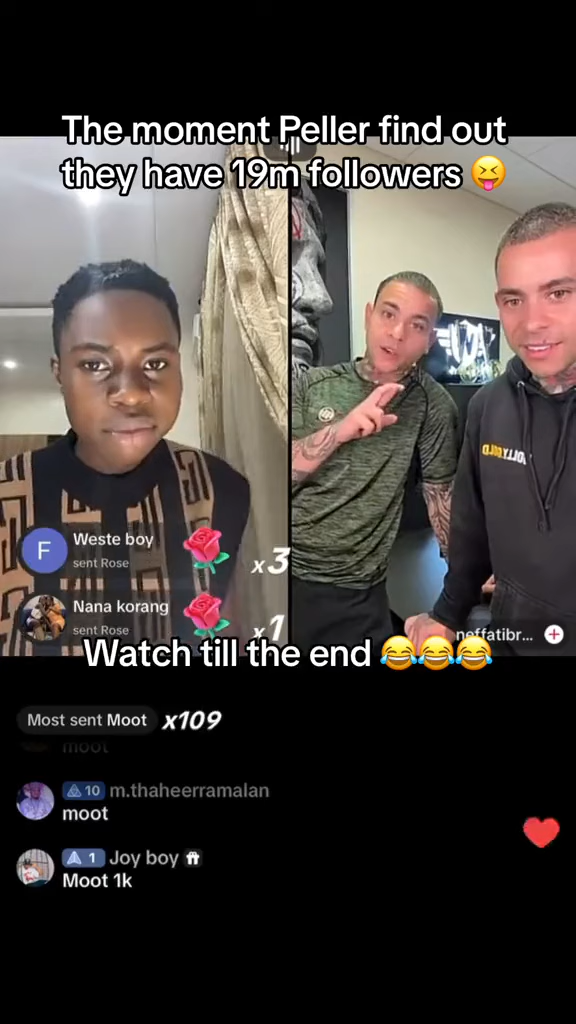 The moment Peller find out
they have 19m followers 😝
F
Weste boy
sent Rose
x3
Nana korang
sent Rose
x1
neffatibr...
Watch till the end 😂😂😂
Most sent Moot x109
moot
10 m.thaheerramalan
moot
1 Joy boy
Moot 1k